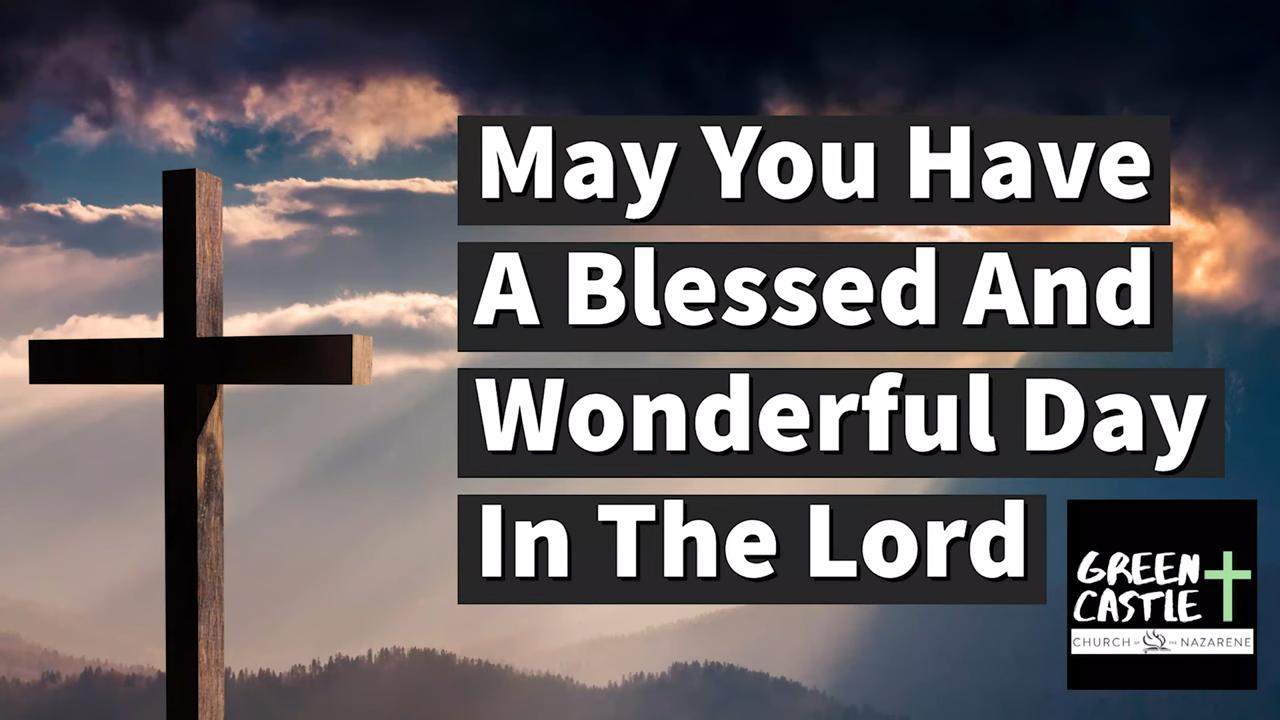 May You Have
A Blessed And
Wonderful Day
In The Lord
GREEN
CASTLE
CHURCH OF THE NAZARENE